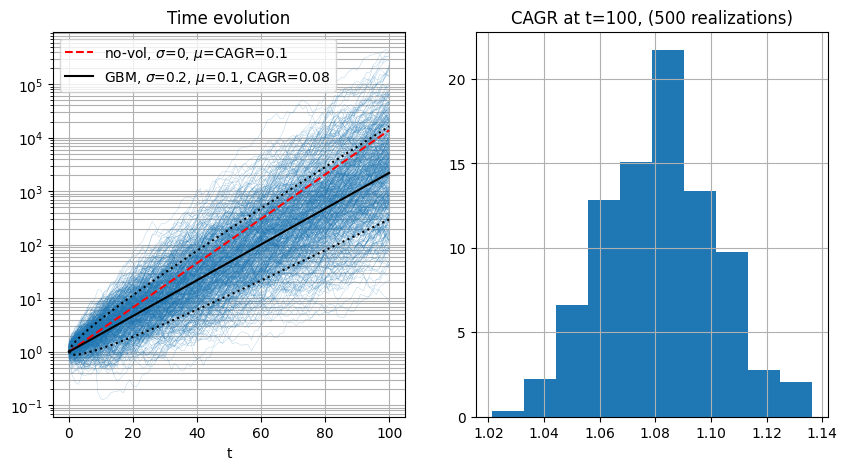 Time evolution
no-vol, σ=0, μ=CAGR=0.1
GBM, σ=0.2, μ=0.1, CAGR=0.08
10⁵
10⁴
10³
10²
10¹
10⁰
10⁻¹
0 20 40 60 80 100
t
CAGR at t=100, (500 realizations)
20
15
10
5
0
1.02 1.04 1.06 1.08 1.10 1.12 1.14